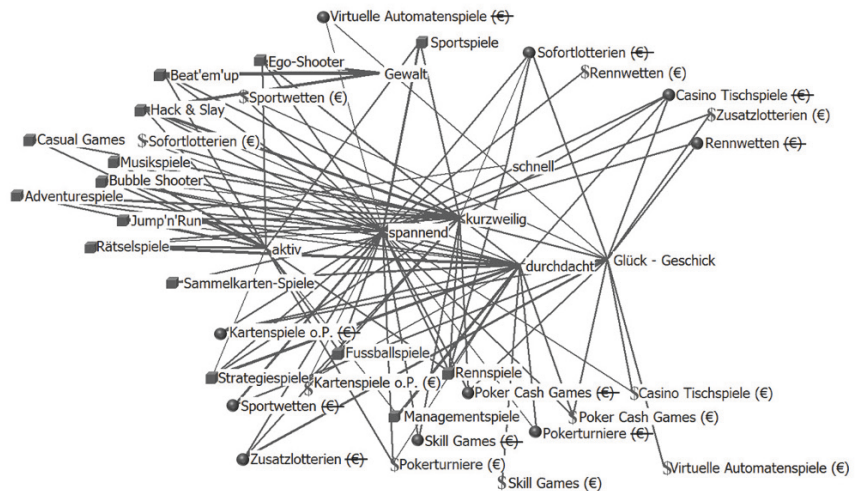 Virtuelle Automatenspiele (€)
Sportspiele
Sofortlotterien (€)
Ego-Shooter
Gewalt
Rennwetten (€)
Beat'em'up
$Sportwetten (€)
Casino Tischspiele (€)
Hack & Slay
$Zusatzlotterien (€)
Casual Games
$Sofortlotterien (€)
Rennwetten (€)
Musikspiele
schnell
Bubble Shooter
Adventurespiele
Jump'n'Run
kurzweilig
spannend
Rätselspiele
aktiv
durchdacht
Glück - Geschick
Sammelkarten-Spiele
Kartenspiele o.P. (€)
Fussballspiele
Strategiespiele
$Kartenspiele o.P. (€)
Rennspiele
Poker Cash Games (€)
$Casino Tischspiele (€)
Sportwetten (€)
Managementspiele
$Poker Cash Games (€)
Skill Games (€)
Pokerturniere (€)
Zusatzlotterien (€)
$Pokerturniere (€)
$Virtuelle Automatenspiele (€)
$Skill Games (€)